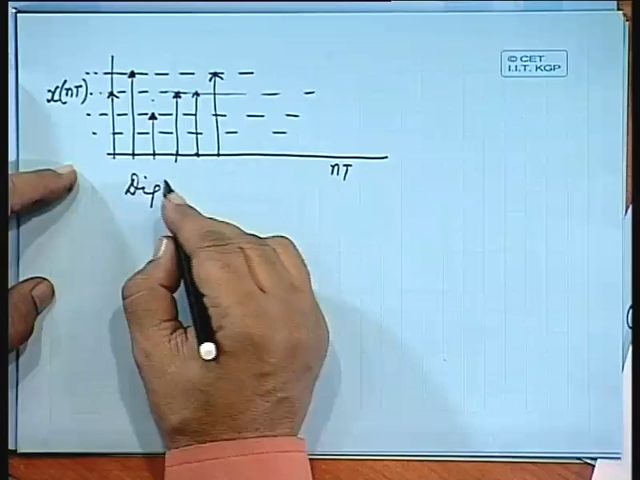 © CET
I.I.T. KGP
x(nT)
nT
Dig